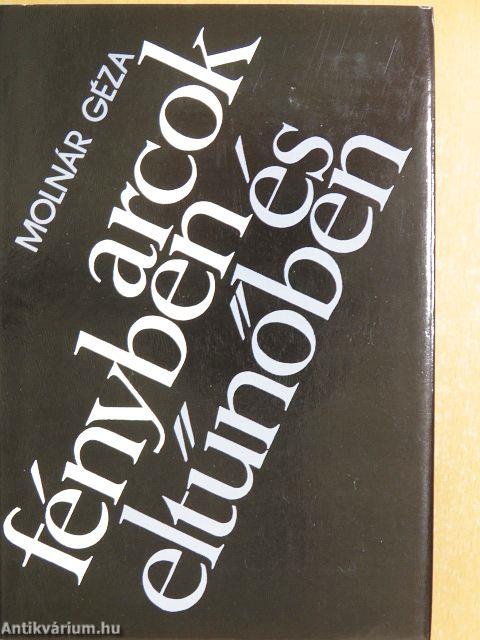 MOLNÁR GÉZA
arcok
fényben és
eltűnőben
Antikvárium.hu